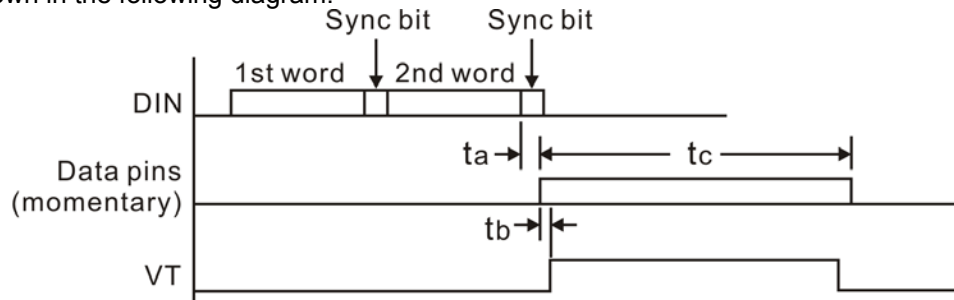 own in the following diagram.
Sync bit Sync bit
1st word 2nd word
DIN
ta tc
Data pins
(momentary)
tb
VT